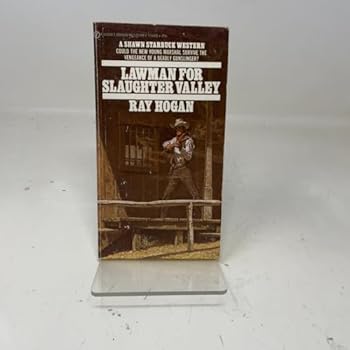 A SHAWN STARBUCK WESTERN
COULD THE NEW YOUNG MARSHAL SURVIVE THE
VENGEANCE OF A DEADLY GUNSLINGER?
LAWMAN FOR
SLAUGHTER VALLEY
RAY HOGAN